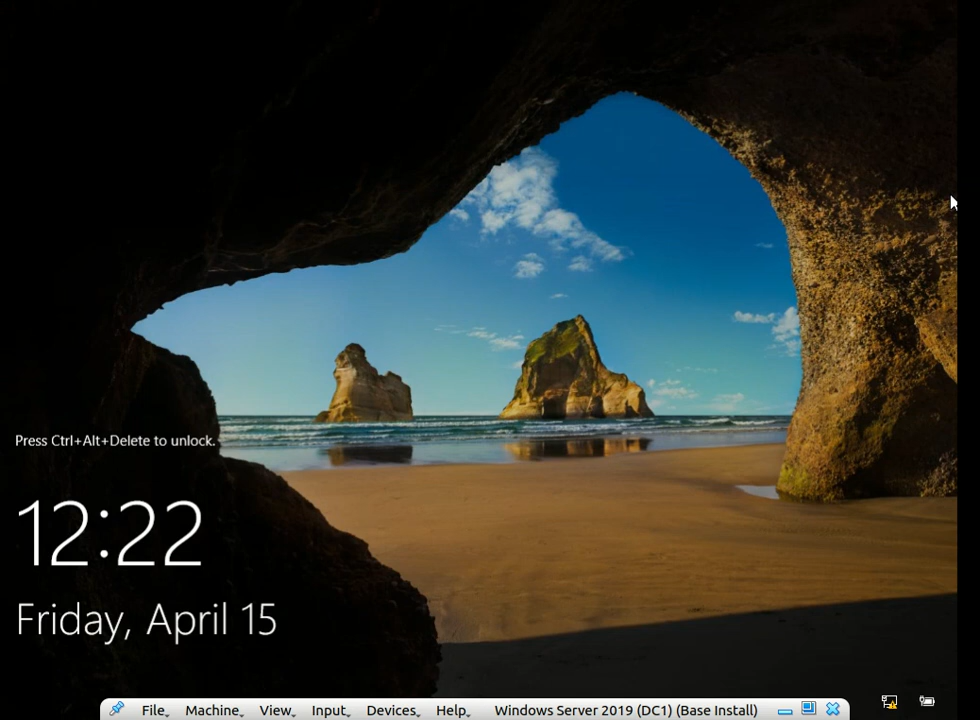 Press Ctrl+Alt+Delete to unlock.
12:22
Friday, April 15
File Machine View Input Devices Help Windows Server 2019 (DC1) (Base Install)